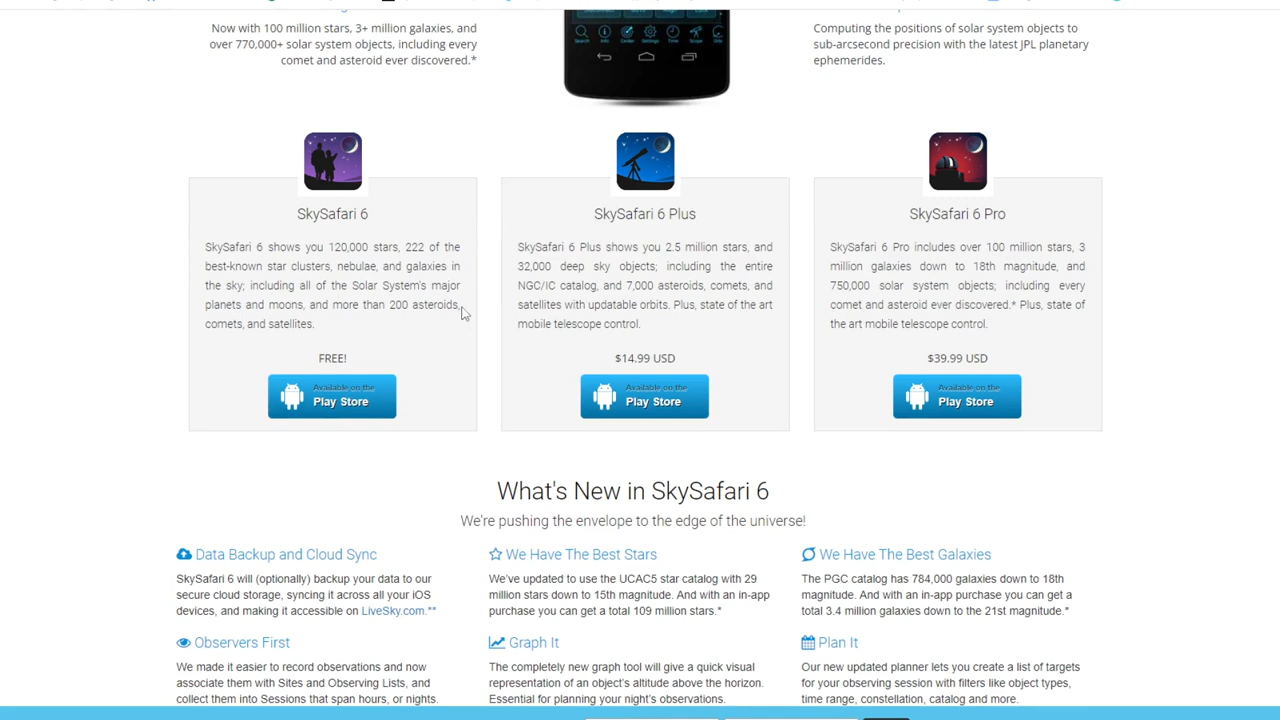 Now with 100 million stars, 3+ million galaxies, and
over 770,000+ solar system objects, including every
comet and asteroid ever discovered.*
Search Info Center Settings Time Scope
Computing the positions of solar system objects to
sub-arcsecond precision with the latest JPL planetary
ephemerides.
SkySafari 6
SkySafari 6 shows you 120,000 stars, 222 of the
best-known star clusters, nebulae, and galaxies in
the sky; including all of the Solar System's major
planets and moons, and more than 200 asteroids,
comets, and satellites.
FREE!
Available on the
Play Store
SkySafari 6 Plus
SkySafari 6 Plus shows you 2.5 million stars, and
32,000 deep sky objects; including the entire
NGC/IC catalog, and 7,000 asteroids, comets, and
satellites with updatable orbits. Plus, state of the art
mobile telescope control.
$14.99 USD
Available on the
Play Store
SkySafari 6 Pro
SkySafari 6 Pro includes over 100 million stars, 3
million galaxies down to 18th magnitude, and
750,000 solar system objects; including every
comet and asteroid ever discovered.* Plus, state of
the art mobile telescope control.
$39.99 USD
Available on the
Play Store
What's New in SkySafari 6
We're pushing the envelope to the edge of the universe!
Data Backup and Cloud Sync
SkySafari 6 will (optionally) backup your data to our
secure cloud storage, syncing it across all your iOS
devices, and making it accessible on LiveSky.com.**
We Have The Best Stars
We've updated to use the UCAC5 star catalog with 29
million stars down to 15th magnitude. And with an in-app
purchase you can get a total 109 million stars.*
We Have The Best Galaxies
The PGC catalog has 784,000 galaxies down to 18th
magnitude. And with an in-app purchase you can get a
total 3.4 million galaxies down to the 21st magnitude.*
Observers First
We made it easier to record observations and now
associate them with Sites and Observing Lists, and
collect them into Sessions that span hours, or nights.
Graph It
The completely new graph tool will give a quick visual
representation of an object's altitude above the horizon.
Essential for planning your night's observations.
Plan It
Our new updated planner lets you create a list of targets
for your observing session with filters like object types,
time range, constellation, catalog and more.